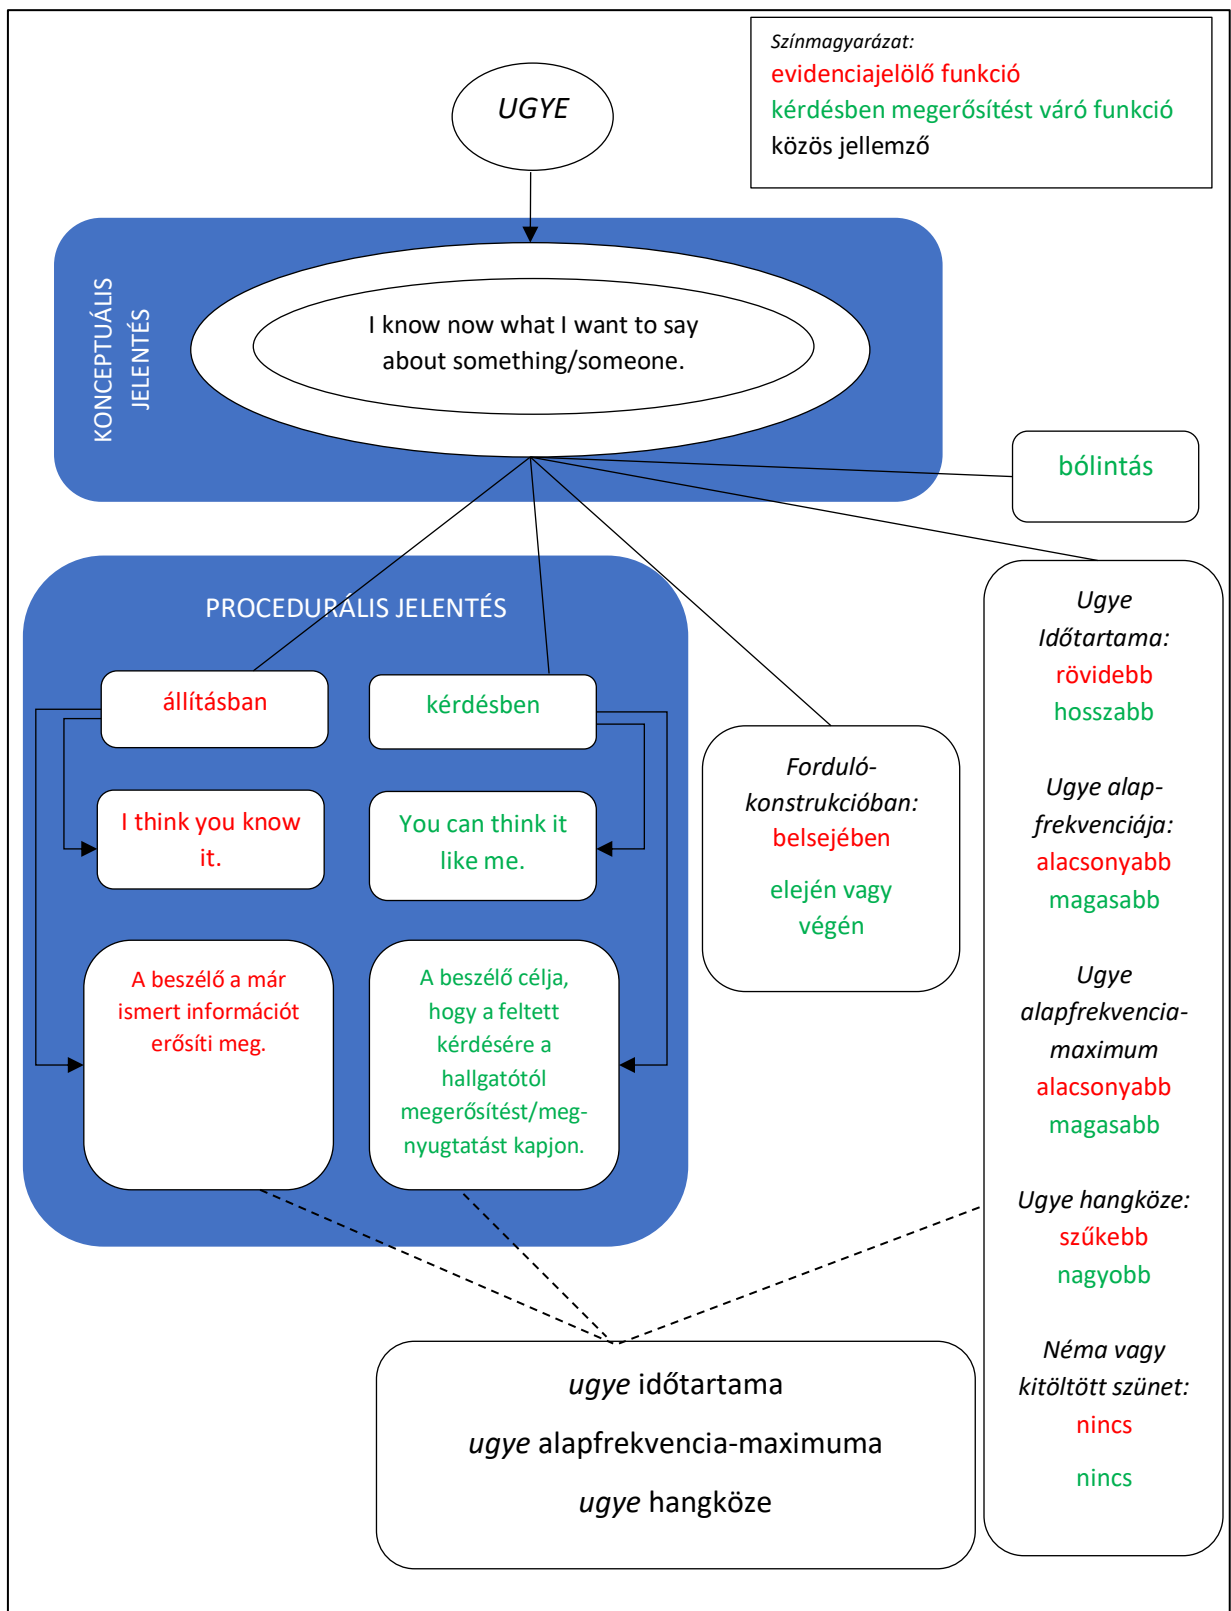 Színmagyarázat:
evidenciajelölő funkció
kérdésben megerősítést váró funkció
közös jellemző
UGYE
KONCEPTUÁLIS
JELENTÉS
I know now what I want to say
about something/someone.
bólintás
PROCEDURÁLIS JELENTÉS
állításban
kérdésben
I think you know
it.
You can think it
like me.
A beszélő a már
ismert információt
erősíti meg.
A beszélő célja,
hogy a feltett
kérdésére a
hallgatótól
megerősítést/meg-
nyugtatást kapjon.
Forduló-
konstrukcióban:
belsejében
elején vagy
végén
Ugye
Időtartama:
rövidebb
hosszabb
Ugye alap-
frekvenciája:
alacsonyabb
magasabb
Ugye
alapfrekvencia-
maximum
alacsonyabb
magasabb
Ugye hangköze:
szűkebb
nagyobb
Néma vagy
kitöltött szünet:
nincs
nincs
ugye időtartama
ugye alapfrekvencia-maximuma
ugye hangköze